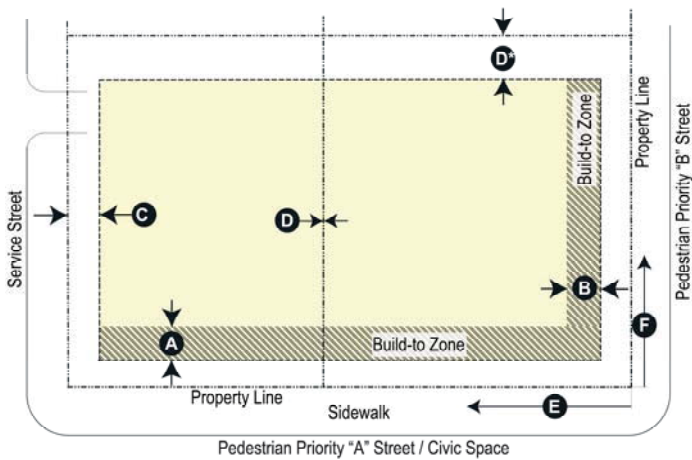 D*
Build-to Zone
Property Line
Pedestrian Priority "B" Street
Service Street
C
D
B
F
A
Build-to Zone
Property Line
E
Sidewalk
Pedestrian Priority "A" Street / Civic Space